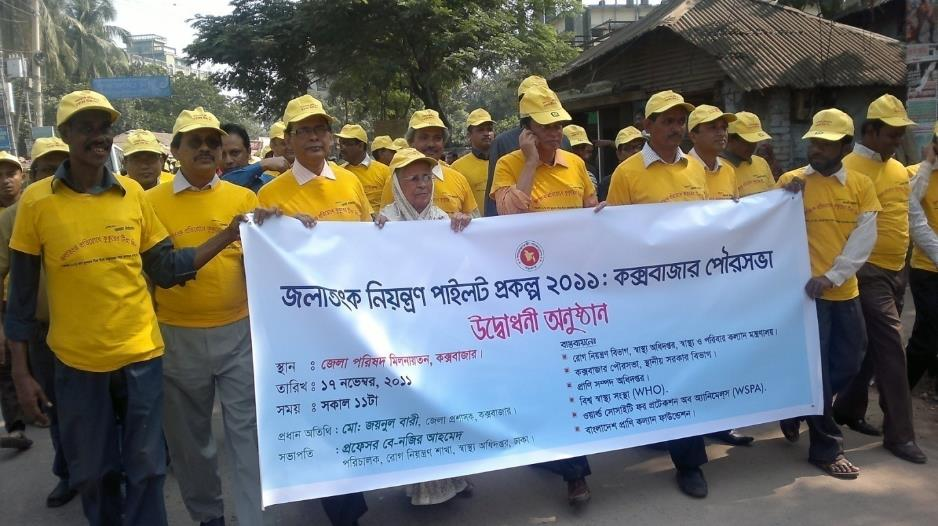 জলাতংক নিয়ন্ত্রণ পাইলট প্রকল্প ২০১১: কক্সবাজার পৌরসভা
উদ্বোধনী অনুষ্ঠান
স্থান : জেলা পরিষদ মিলনায়তন, কক্সবাজার।
তারিখ : ১৭ নভেম্বর, ২০১১
সময় : সকাল ১১টা
প্রধান অতিথি : মো: জয়নুল বারী, জেলা প্রশাসক, কক্সবাজার।
সভাপতি : প্রফেসর বে-নজির আহমেদ
পরিচালক, রোগ নিয়ন্ত্রণ শাখা, স্বাস্থ্য অধিদপ্তর, ঢাকা।
বাস্তবায়নে:
রোগ নিয়ন্ত্রণ বিভাগ, স্বাস্থ্য অধিদপ্তর, স্বাস্থ্য ও পরিবার কল্যান মন্ত্রণালয়।
কক্সবাজার পৌরসভা, স্থানীয় সরকার বিভাগ।
প্রাণি সম্পদ অধিদপ্তর।
বিশ্ব স্বাস্থ্য সংস্থা (WHO).
ওয়ার্ল্ড সোসাইটি ফর প্রটেকশন অব অ্যানিমেল্স (WSPA).
বাংলাদেশ প্রাণি কল্যান ফাউন্ডেশন।